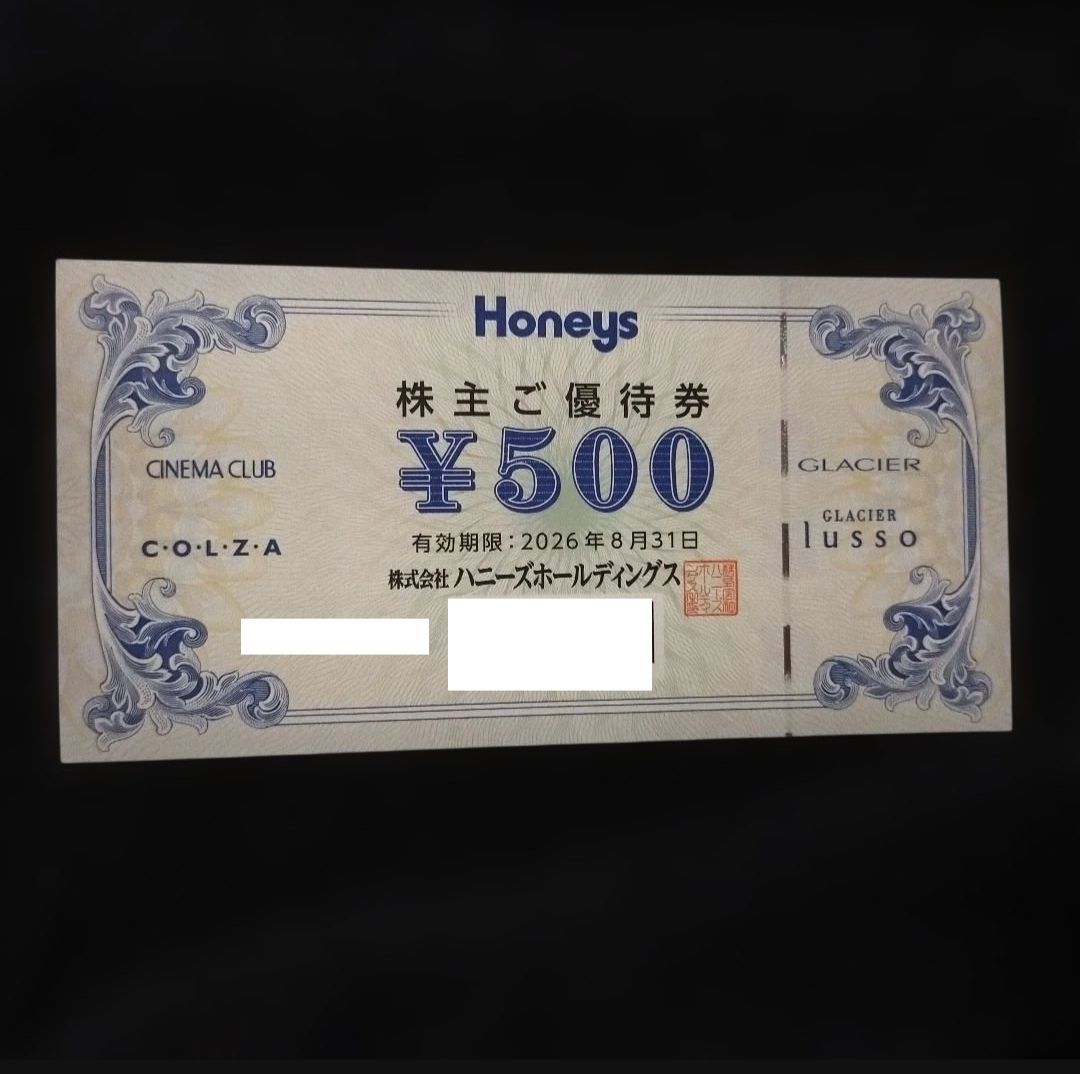 Honeys
株主ご優待券
¥500
CINEMA CLUB
C・O・L・Z・A
GLACIER
GLACIER
lusso
有効期限：2026年8月31日
株式会社 ハニーズホールディングス